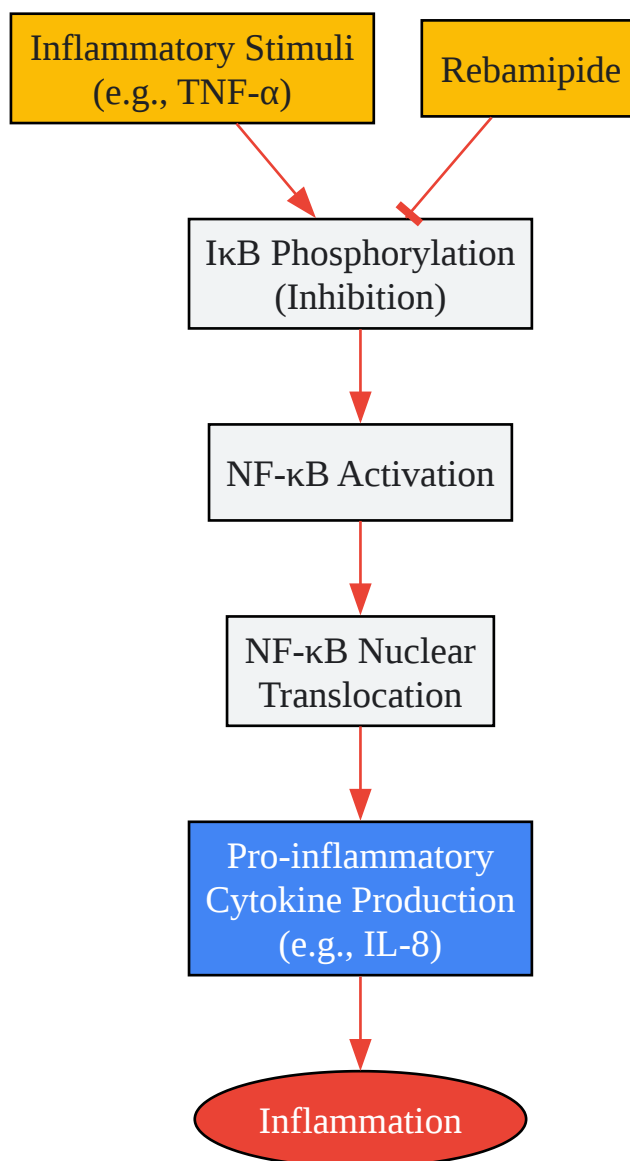 Inflammatory Stimuli
(e.g., TNF-α)
Rebamipide
IκB Phosphorylation
(Inhibition)
NF-κB Activation
NF-κB Nuclear
Translocation
Pro-inflammatory
Cytokine Production
(e.g., IL-8)
Inflammation